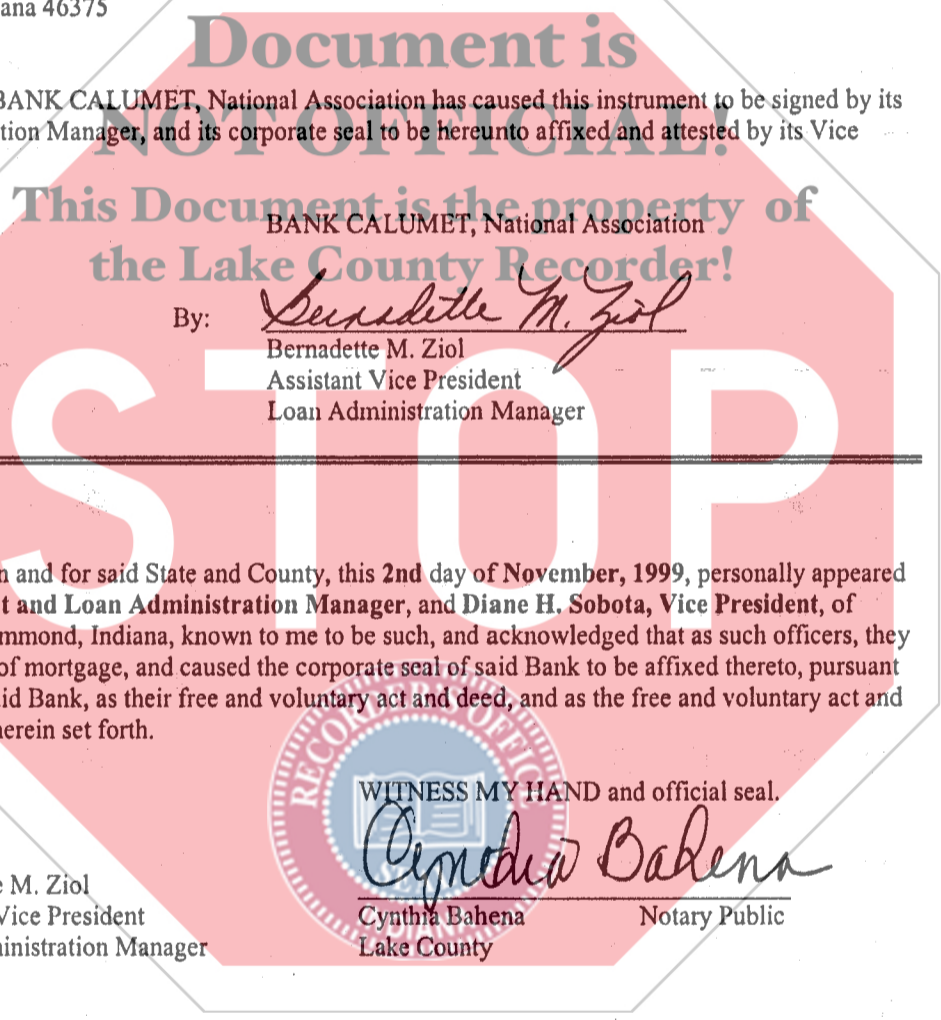 ana 46375
Document is
BANK CALUMET, National Association has caused this instrument to be signed by its
NOT OFFICIAL!
tion Manager, and its corporate seal to be hereunto affixed and attested by its Vice
This Document is the property of
BANK CALUMET, National Association
the Lake County Recorder!
By: Bernadette M. Ziol
Bernadette M. Ziol
Assistant Vice President
Loan Administration Manager
STOP
n and for said State and County, this 2nd day of November, 1999, personally appeared
t and Loan Administration Manager, and Diane H. Sobota, Vice President, of
mmond, Indiana, known to me to be such, and acknowledged that as such officers, they
of mortgage, and caused the corporate seal of said Bank to be affixed thereto, pursuant
id Bank, as their free and voluntary act and deed, and as the free and voluntary act and
erein set forth.
RECORDER'S OFFICE
WITNESS MY HAND and official seal.
Cynthia Bahena
SEAL
e M. Ziol
Vice President
Cynthia Bahena Notary Public
ministration Manager
Lake County